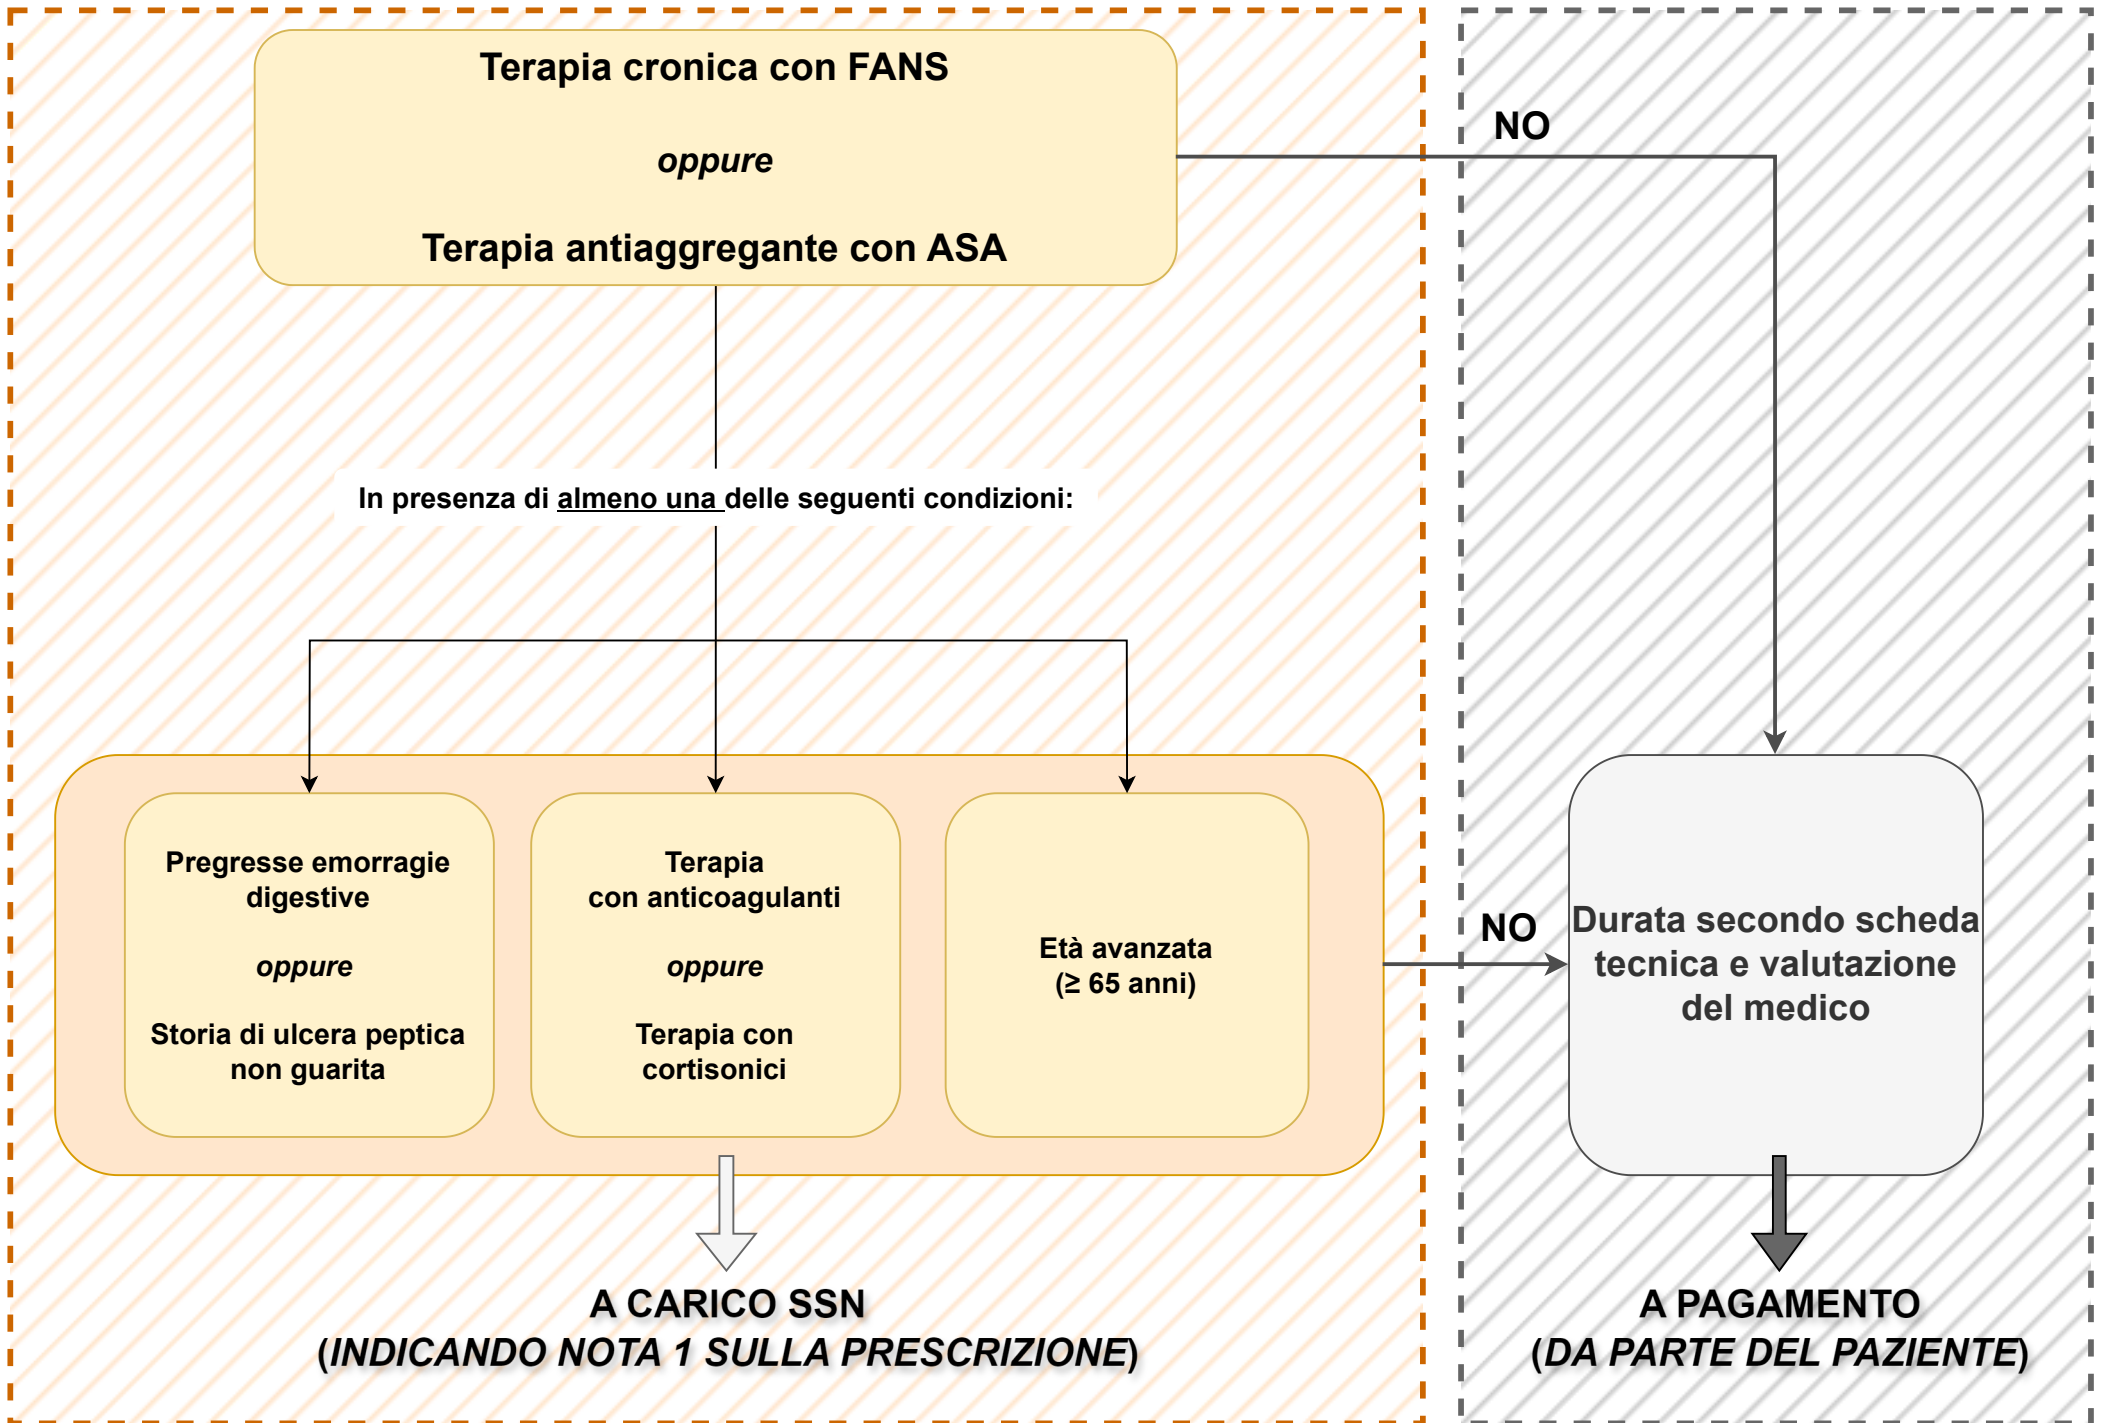 Terapia cronica con FANS
oppure
Terapia antiaggregante con ASA
NO
In presenza di almeno una delle seguenti condizioni:
Pregresse emorragie
digestive
oppure
Storia di ulcera peptica
non guarita
Terapia
con anticoagulanti
oppure
Terapia con
cortisonici
Età avanzata
(≥ 65 anni)
NO
Durata secondo scheda
tecnica e valutazione
del medico
A CARICO SSN
(INDICANDO NOTA 1 SULLA PRESCRIZIONE)
A PAGAMENTO
(DA PARTE DEL PAZIENTE)